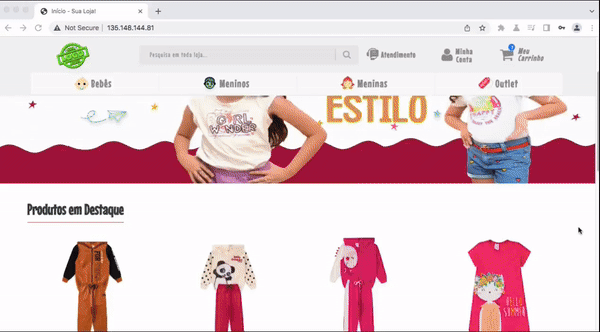 Início - Sua Loja!
Not Secure | 135.148.144.81
Pesquise em toda loja...
Atendimento
Minha
Conta
Meu
Carrinho
Bebês
Meninos
Meninas
Outlet
ESTILO
GIRL
WONDER
HAPPY
Produtos em Destaque
HELLO
SUMMER